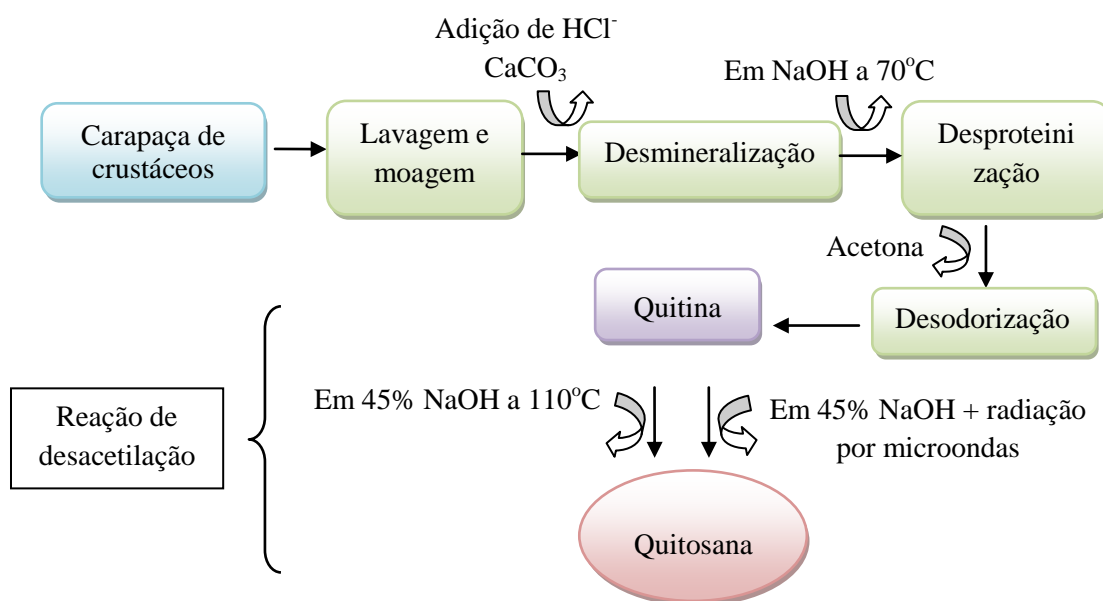 Adição de HCl⁻
CaCO₃
Em NaOH a 70°C
Carapaça de
crustáceos
Lavagem e
moagem
Desmineralização
Desproteini
zação
Acetona
Desodorização
Quitina
Reação de
desacetilação
Em 45% NaOH a 110°C
Em 45% NaOH + radiação
por microondas
Quitosana